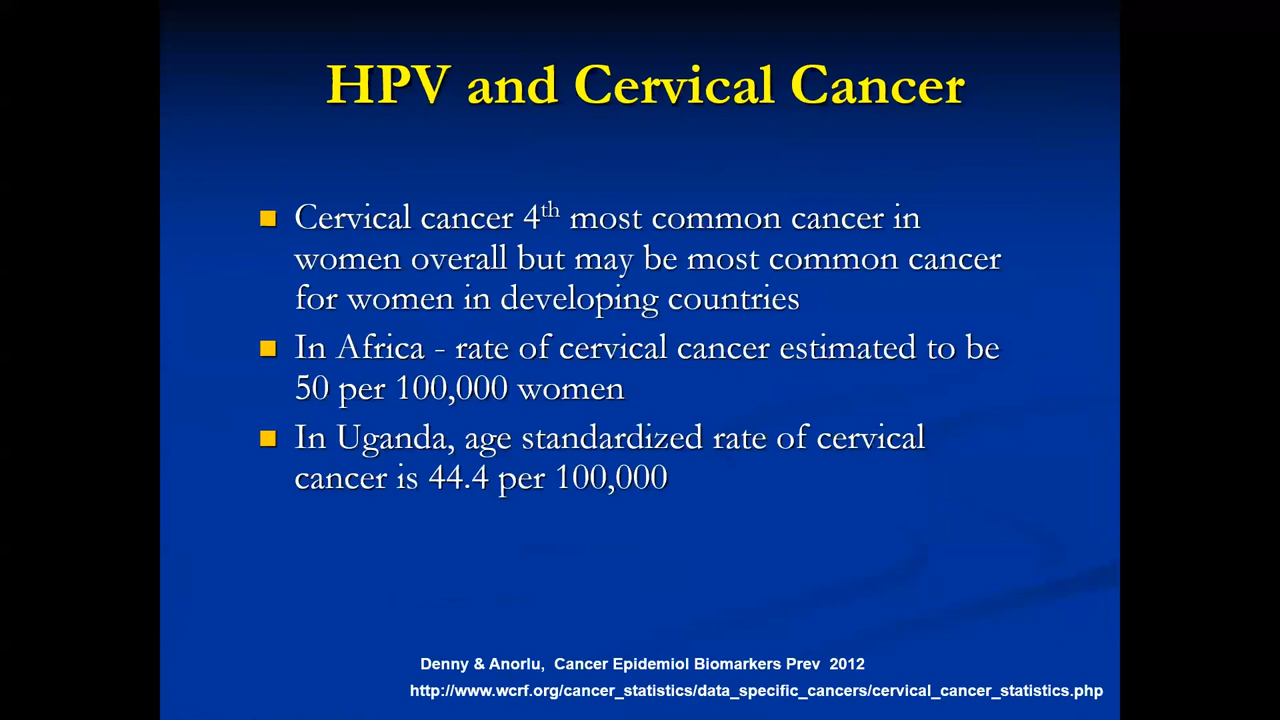 HPV and Cervical Cancer
Cervical cancer 4th most common cancer in
women overall but may be most common cancer
for women in developing countries
In Africa - rate of cervical cancer estimated to be
50 per 100,000 women
In Uganda, age standardized rate of cervical
cancer is 44.4 per 100,000
Denny & Anorlu, Cancer Epidemiol Biomarkers Prev 2012
http://www.wcrf.org/cancer_statistics/data_specific_cancers/cervical_cancer_statistics.php